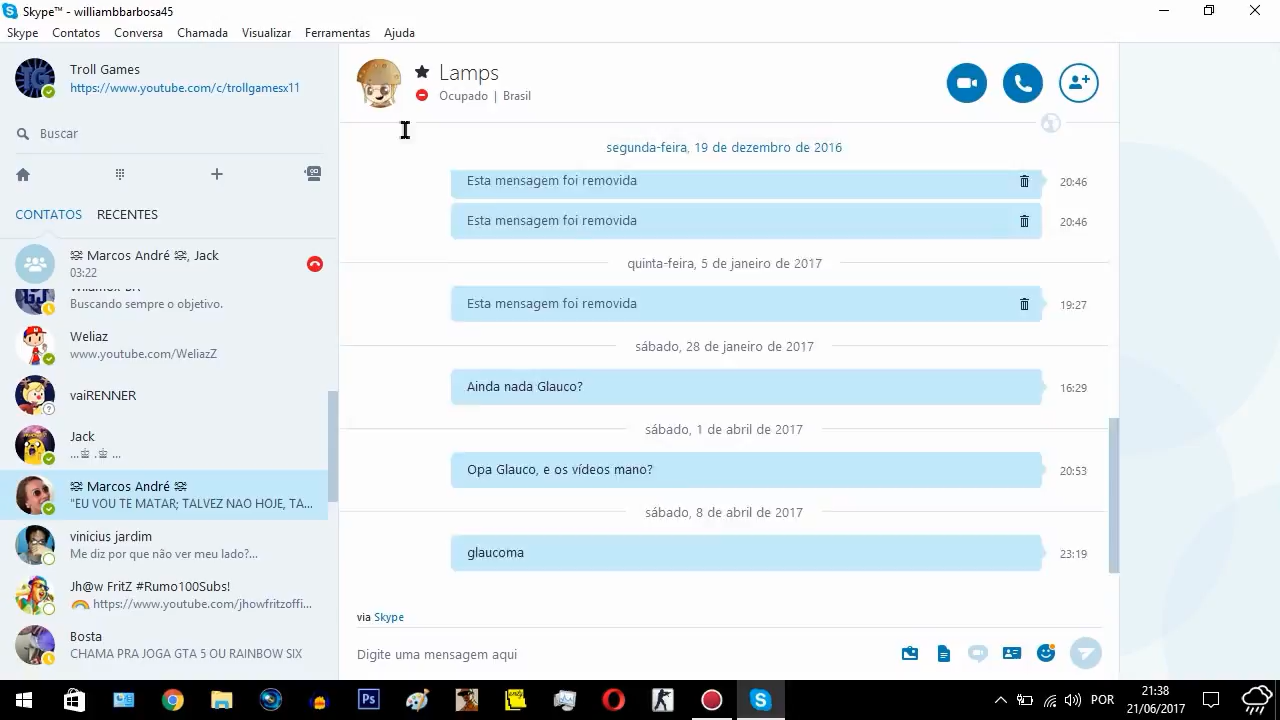 Skype™ - williambbarbosa45
Skype Contatos Conversa Chamada Visualizar Ferramentas Ajuda
Troll Games
https://www.youtube.com/c/trollgamesx11
Buscar
CONTATOS RECENTES
Marcos André, Jack
03:22
Buscando sempre o objetivo.
Weliaz
www.youtube.com/WeliazZ
vaiRENNER
Jack
Marcos André
"EU VOU TE MATAR; TALVEZ NAO HOJE, TA...
vinicius jardim
Me diz por que não ver meu lado?...
Jh@w FritZ #Rumo100Subs!
https://www.youtube.com/jhowfritzoffi...
Bosta
CHAMA PRA JOGA GTA 5 OU RAINBOW SIX
Lamps
Ocupado | Brasil
segunda-feira, 19 de dezembro de 2016
Esta mensagem foi removida 20:46
Esta mensagem foi removida 20:46
quinta-feira, 5 de janeiro de 2017
Esta mensagem foi removida 19:27
sábado, 28 de janeiro de 2017
Ainda nada Glauco? 16:29
sábado, 1 de abril de 2017
Opa Glauco, e os vídeos mano? 20:53
sábado, 8 de abril de 2017
glaucoma 23:19
via Skype
Digite uma mensagem aqui
POR
21:38
21/06/2017